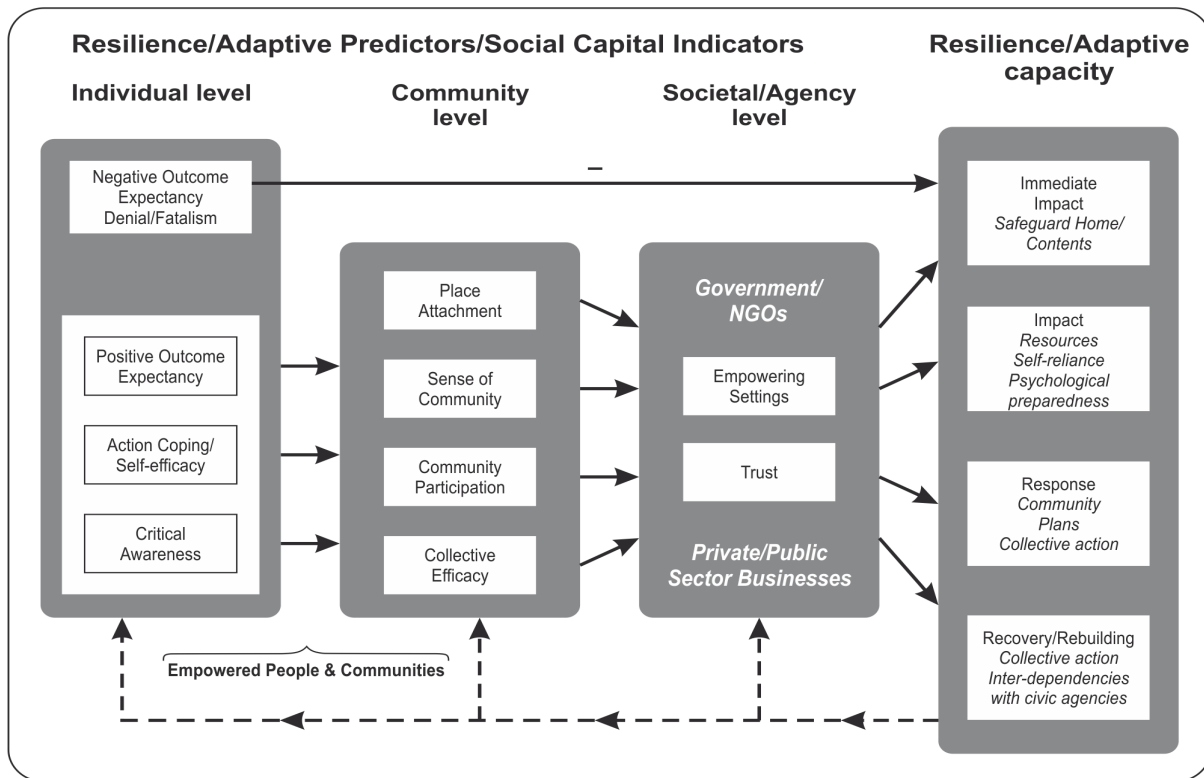 Resilience/Adaptive Predictors/Social Capital Indicators
Resilience/Adaptive
capacity
Individual level
Community
level
Societal/Agency
level
Negative Outcome
Expectancy
Denial/Fatalism
–
Positive Outcome
Expectancy
Action Coping/
Self-efficacy
Critical
Awareness
Place
Attachment
Sense of
Community
Community
Participation
Collective
Efficacy
Government/
NGOs
Empowering
Settings
Trust
Private/Public
Sector Businesses
Immediate
Impact
Safeguard Home/
Contents
Impact
Resources
Self-reliance
Psychological
preparedness
Response
Community
Plans
Collective action
Recovery/Rebuilding
Collective action
Inter-dependencies
with civic agencies
Empowered People & Communities